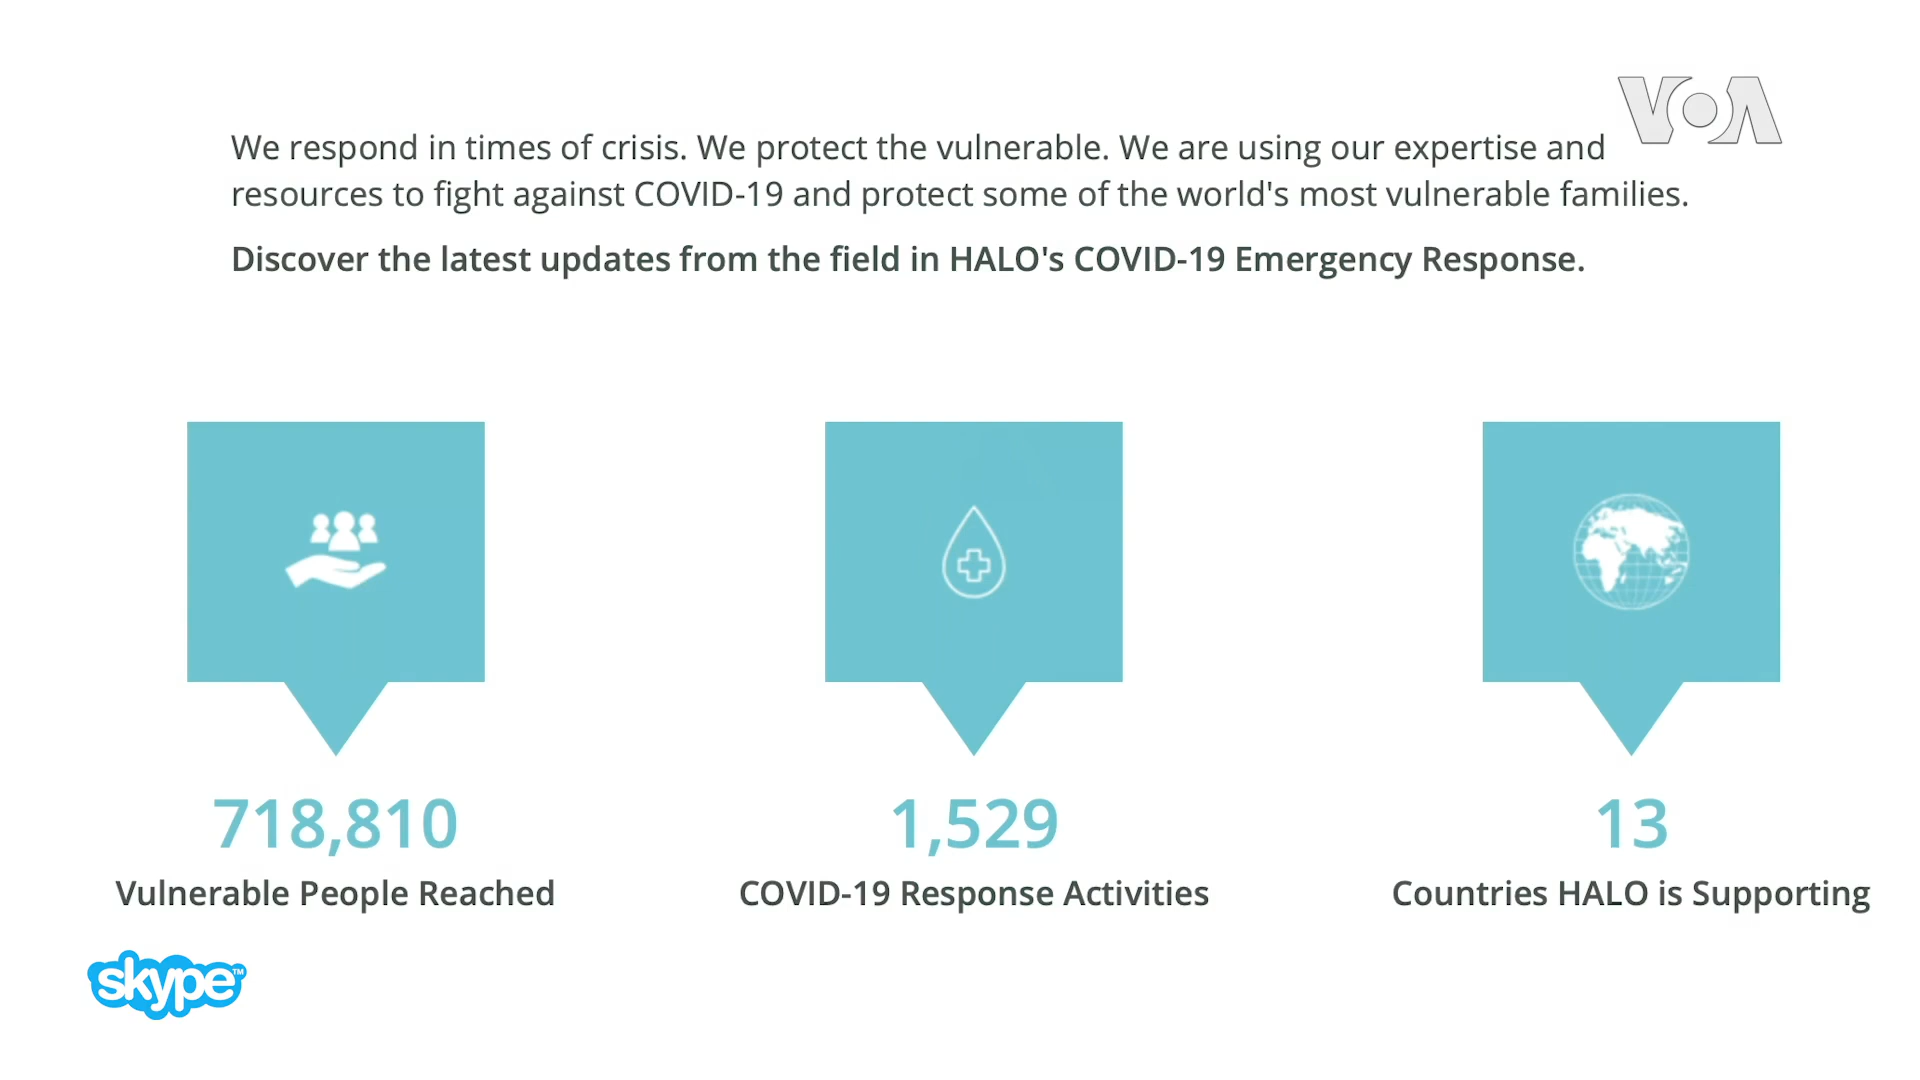 VOA
We respond in times of crisis. We protect the vulnerable. We are using our expertise and
resources to fight against COVID-19 and protect some of the world's most vulnerable families.
Discover the latest updates from the field in HALO's COVID-19 Emergency Response.
718,810
Vulnerable People Reached
1,529
COVID-19 Response Activities
13
Countries HALO is Supporting
skype™